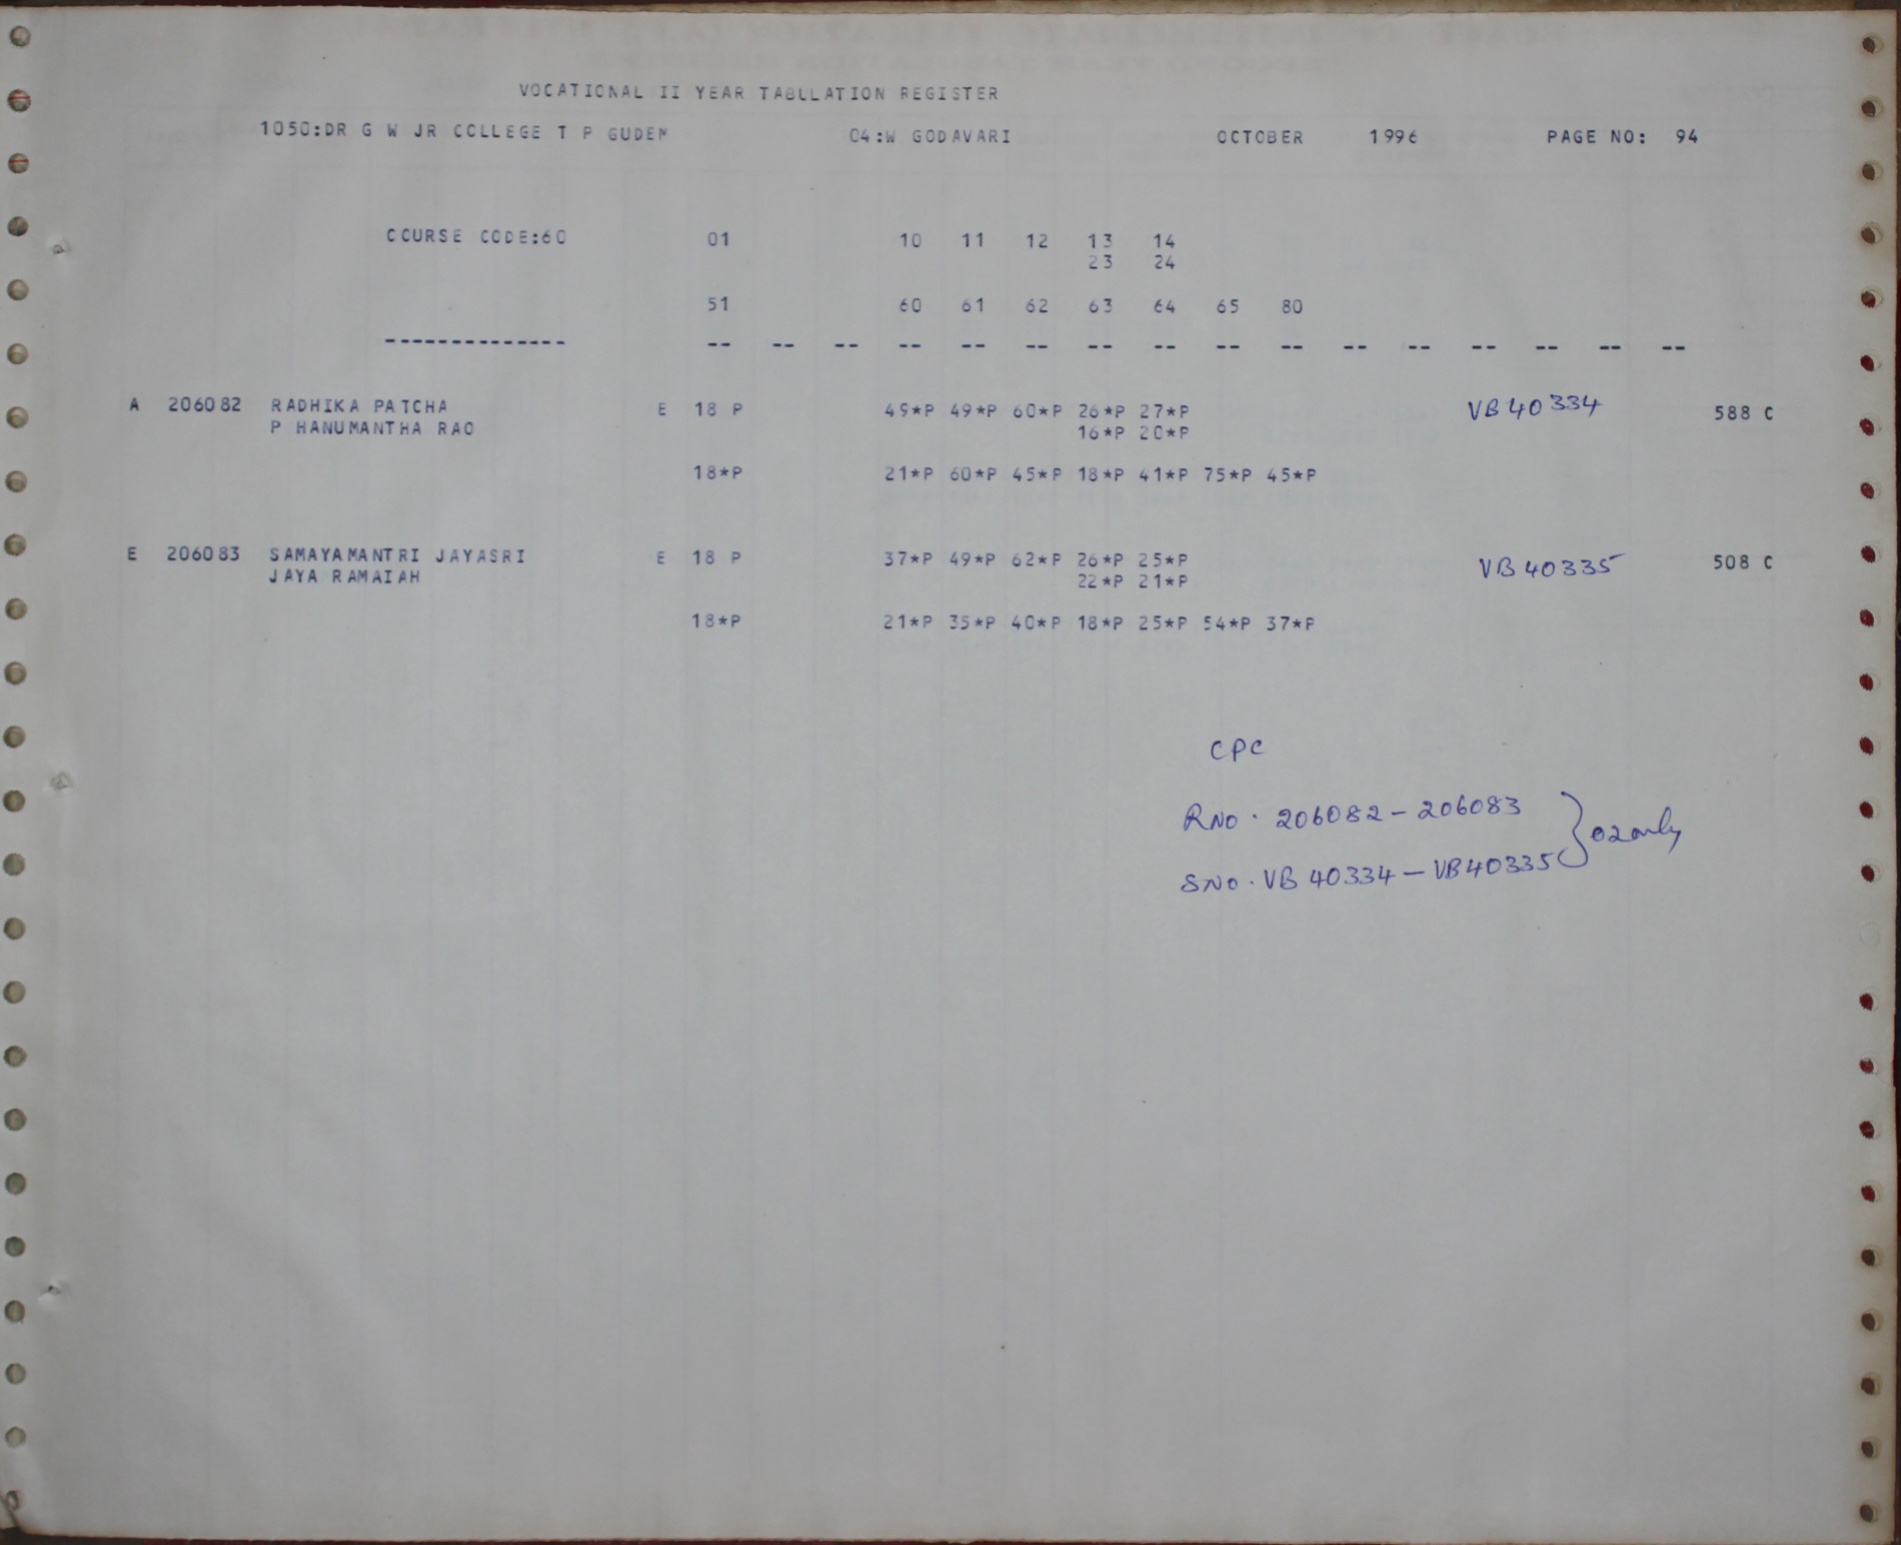 VOCATIONAL II YEAR TABULATION REGISTER
1050:DR G W JR COLLEGE T P GUDEM 04:W GODAVARI OCTOBER 1996 PAGE NO: 94
COURSE CODE:60 01 10 11 12 13 14
23 24
51 60 61 62 63 64 65 80
-------------- -- -- -- -- -- -- -- -- -- -- -- -- -- -- -- --
A 206082 RADHIKA PATCHA E 18 P 49*P 49*P 60*P 26*P 27*P VB40334 588 C
P HANUMANTHA RAO 16*P 20*P
18*P 21*P 60*P 45*P 18*P 41*P 75*P 45*P
E 206083 SAMAYAMANTRI JAYASRI E 18 P 37*P 49*P 62*P 26*P 25*P VB40335 508 C
JAYA RAMAIAH 22*P 21*P
18*P 21*P 35*P 40*P 18*P 25*P 54*P 37*P
CPC
RNO. 206082-206083 } 02 only
SNO. VB 40334-VB40335